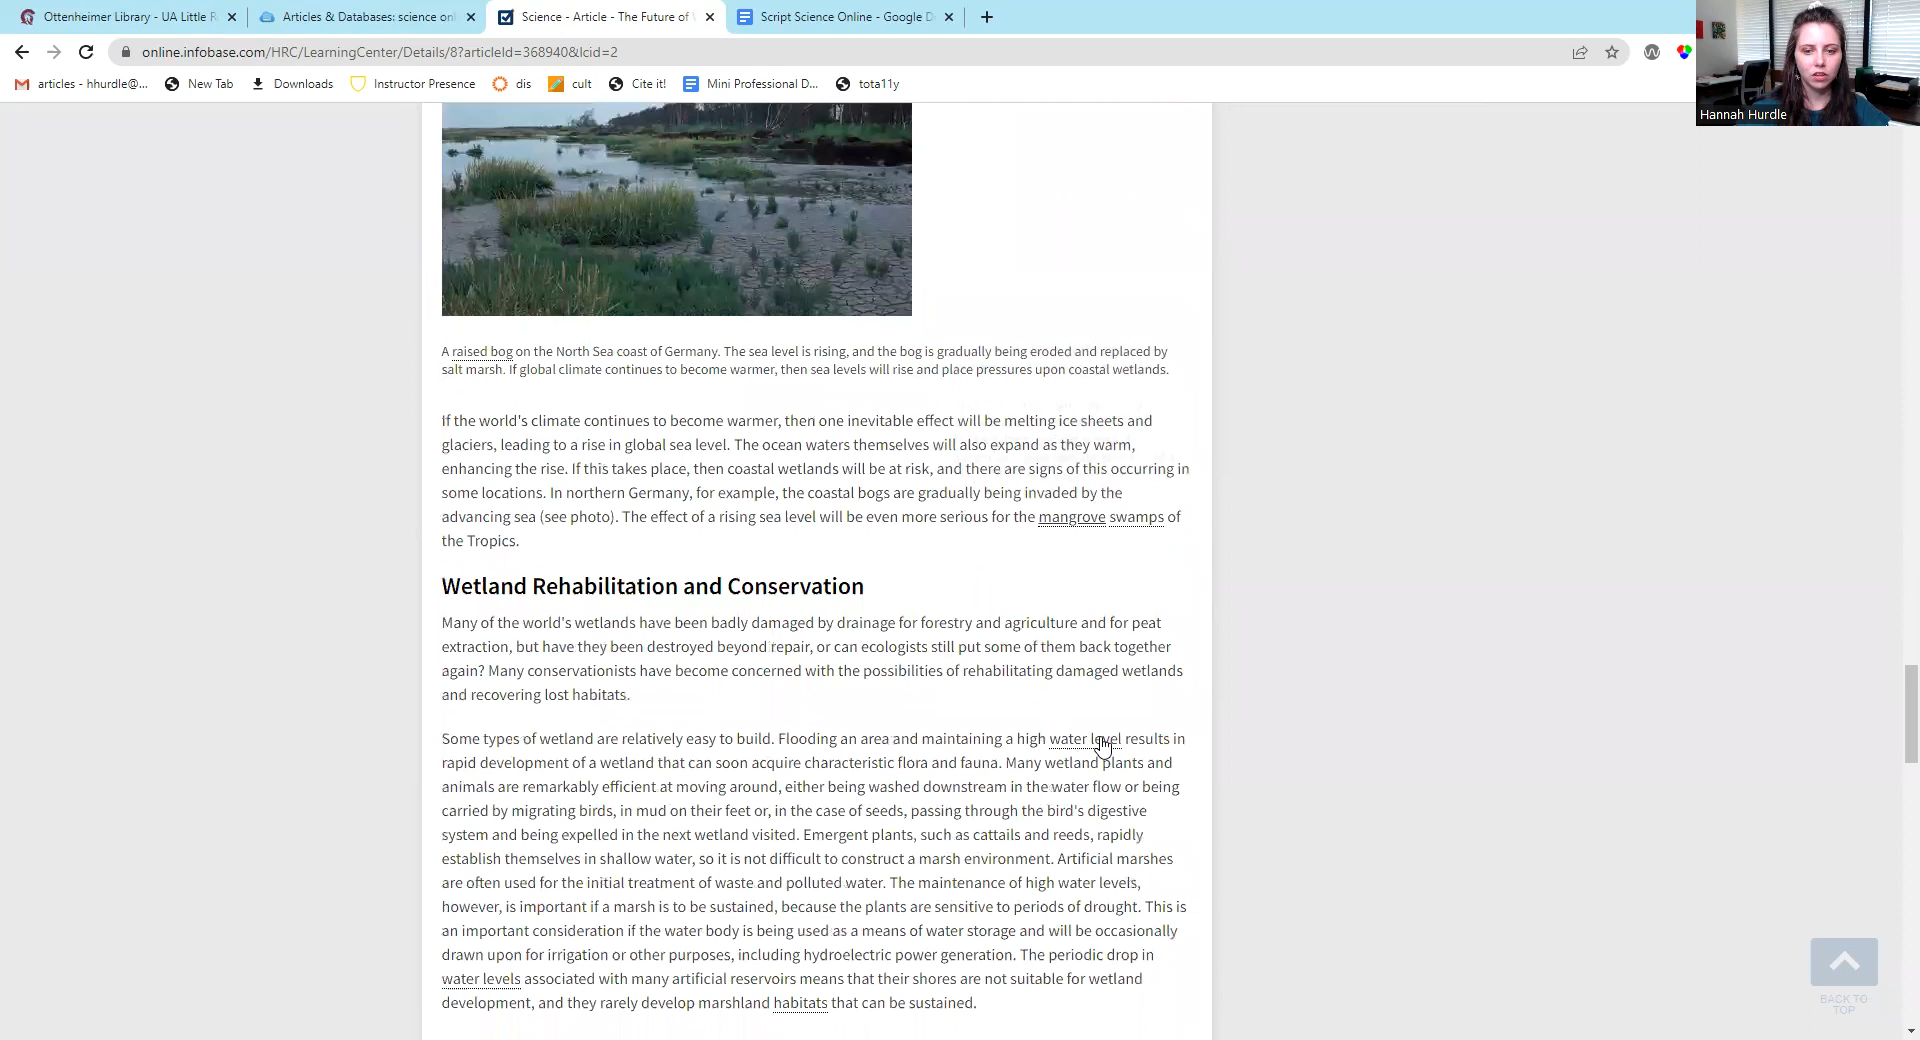 Ottenheimer Library - UA Little R
Articles & Databases: science onl
Science - Article - The Future of
Script Science Online - Google D
online.infobase.com/HRC/LearningCenter/Details/8?articleId=368940&lcid=2
articles - hhurdle@...
New Tab
Downloads
Instructor Presence
dis
cult
Cite it!
Mini Professional D...
tota11y
Hannah Hurdle
A raised bog on the North Sea coast of Germany. The sea level is rising, and the bog is gradually being eroded and replaced by
salt marsh. If global climate continues to become warmer, then sea levels will rise and place pressures upon coastal wetlands.
If the world's climate continues to become warmer, then one inevitable effect will be melting ice sheets and
glaciers, leading to a rise in global sea level. The ocean waters themselves will also expand as they warm,
enhancing the rise. If this takes place, then coastal wetlands will be at risk, and there are signs of this occurring in
some locations. In northern Germany, for example, the coastal bogs are gradually being invaded by the
advancing sea (see photo). The effect of a rising sea level will be even more serious for the mangrove swamps of
the Tropics.
Wetland Rehabilitation and Conservation
Many of the world's wetlands have been badly damaged by drainage for forestry and agriculture and for peat
extraction, but have they been destroyed beyond repair, or can ecologists still put some of them back together
again? Many conservationists have become concerned with the possibilities of rehabilitating damaged wetlands
and recovering lost habitats.
Some types of wetland are relatively easy to build. Flooding an area and maintaining a high water level results in
rapid development of a wetland that can soon acquire characteristic flora and fauna. Many wetland plants and
animals are remarkably efficient at moving around, either being washed downstream in the water flow or being
carried by migrating birds, in mud on their feet or, in the case of seeds, passing through the bird's digestive
system and being expelled in the next wetland visited. Emergent plants, such as cattails and reeds, rapidly
establish themselves in shallow water, so it is not difficult to construct a marsh environment. Artificial marshes
are often used for the initial treatment of waste and polluted water. The maintenance of high water levels,
however, is important if a marsh is to be sustained, because the plants are sensitive to periods of drought. This is
an important consideration if the water body is being used as a means of water storage and will be occasionally
drawn upon for irrigation or other purposes, including hydroelectric power generation. The periodic drop in
water levels associated with many artificial reservoirs means that their shores are not suitable for wetland
development, and they rarely develop marshland habitats that can be sustained.
BACK TO
TOP